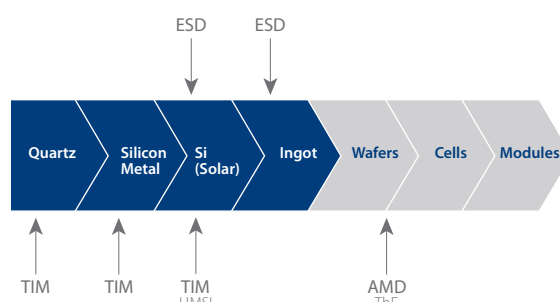 ESD ESD
Quartz
Silicon
Metal
Si
(Solar)
Ingot
Wafers
Cells
Modules
TIM TIM TIM AMD